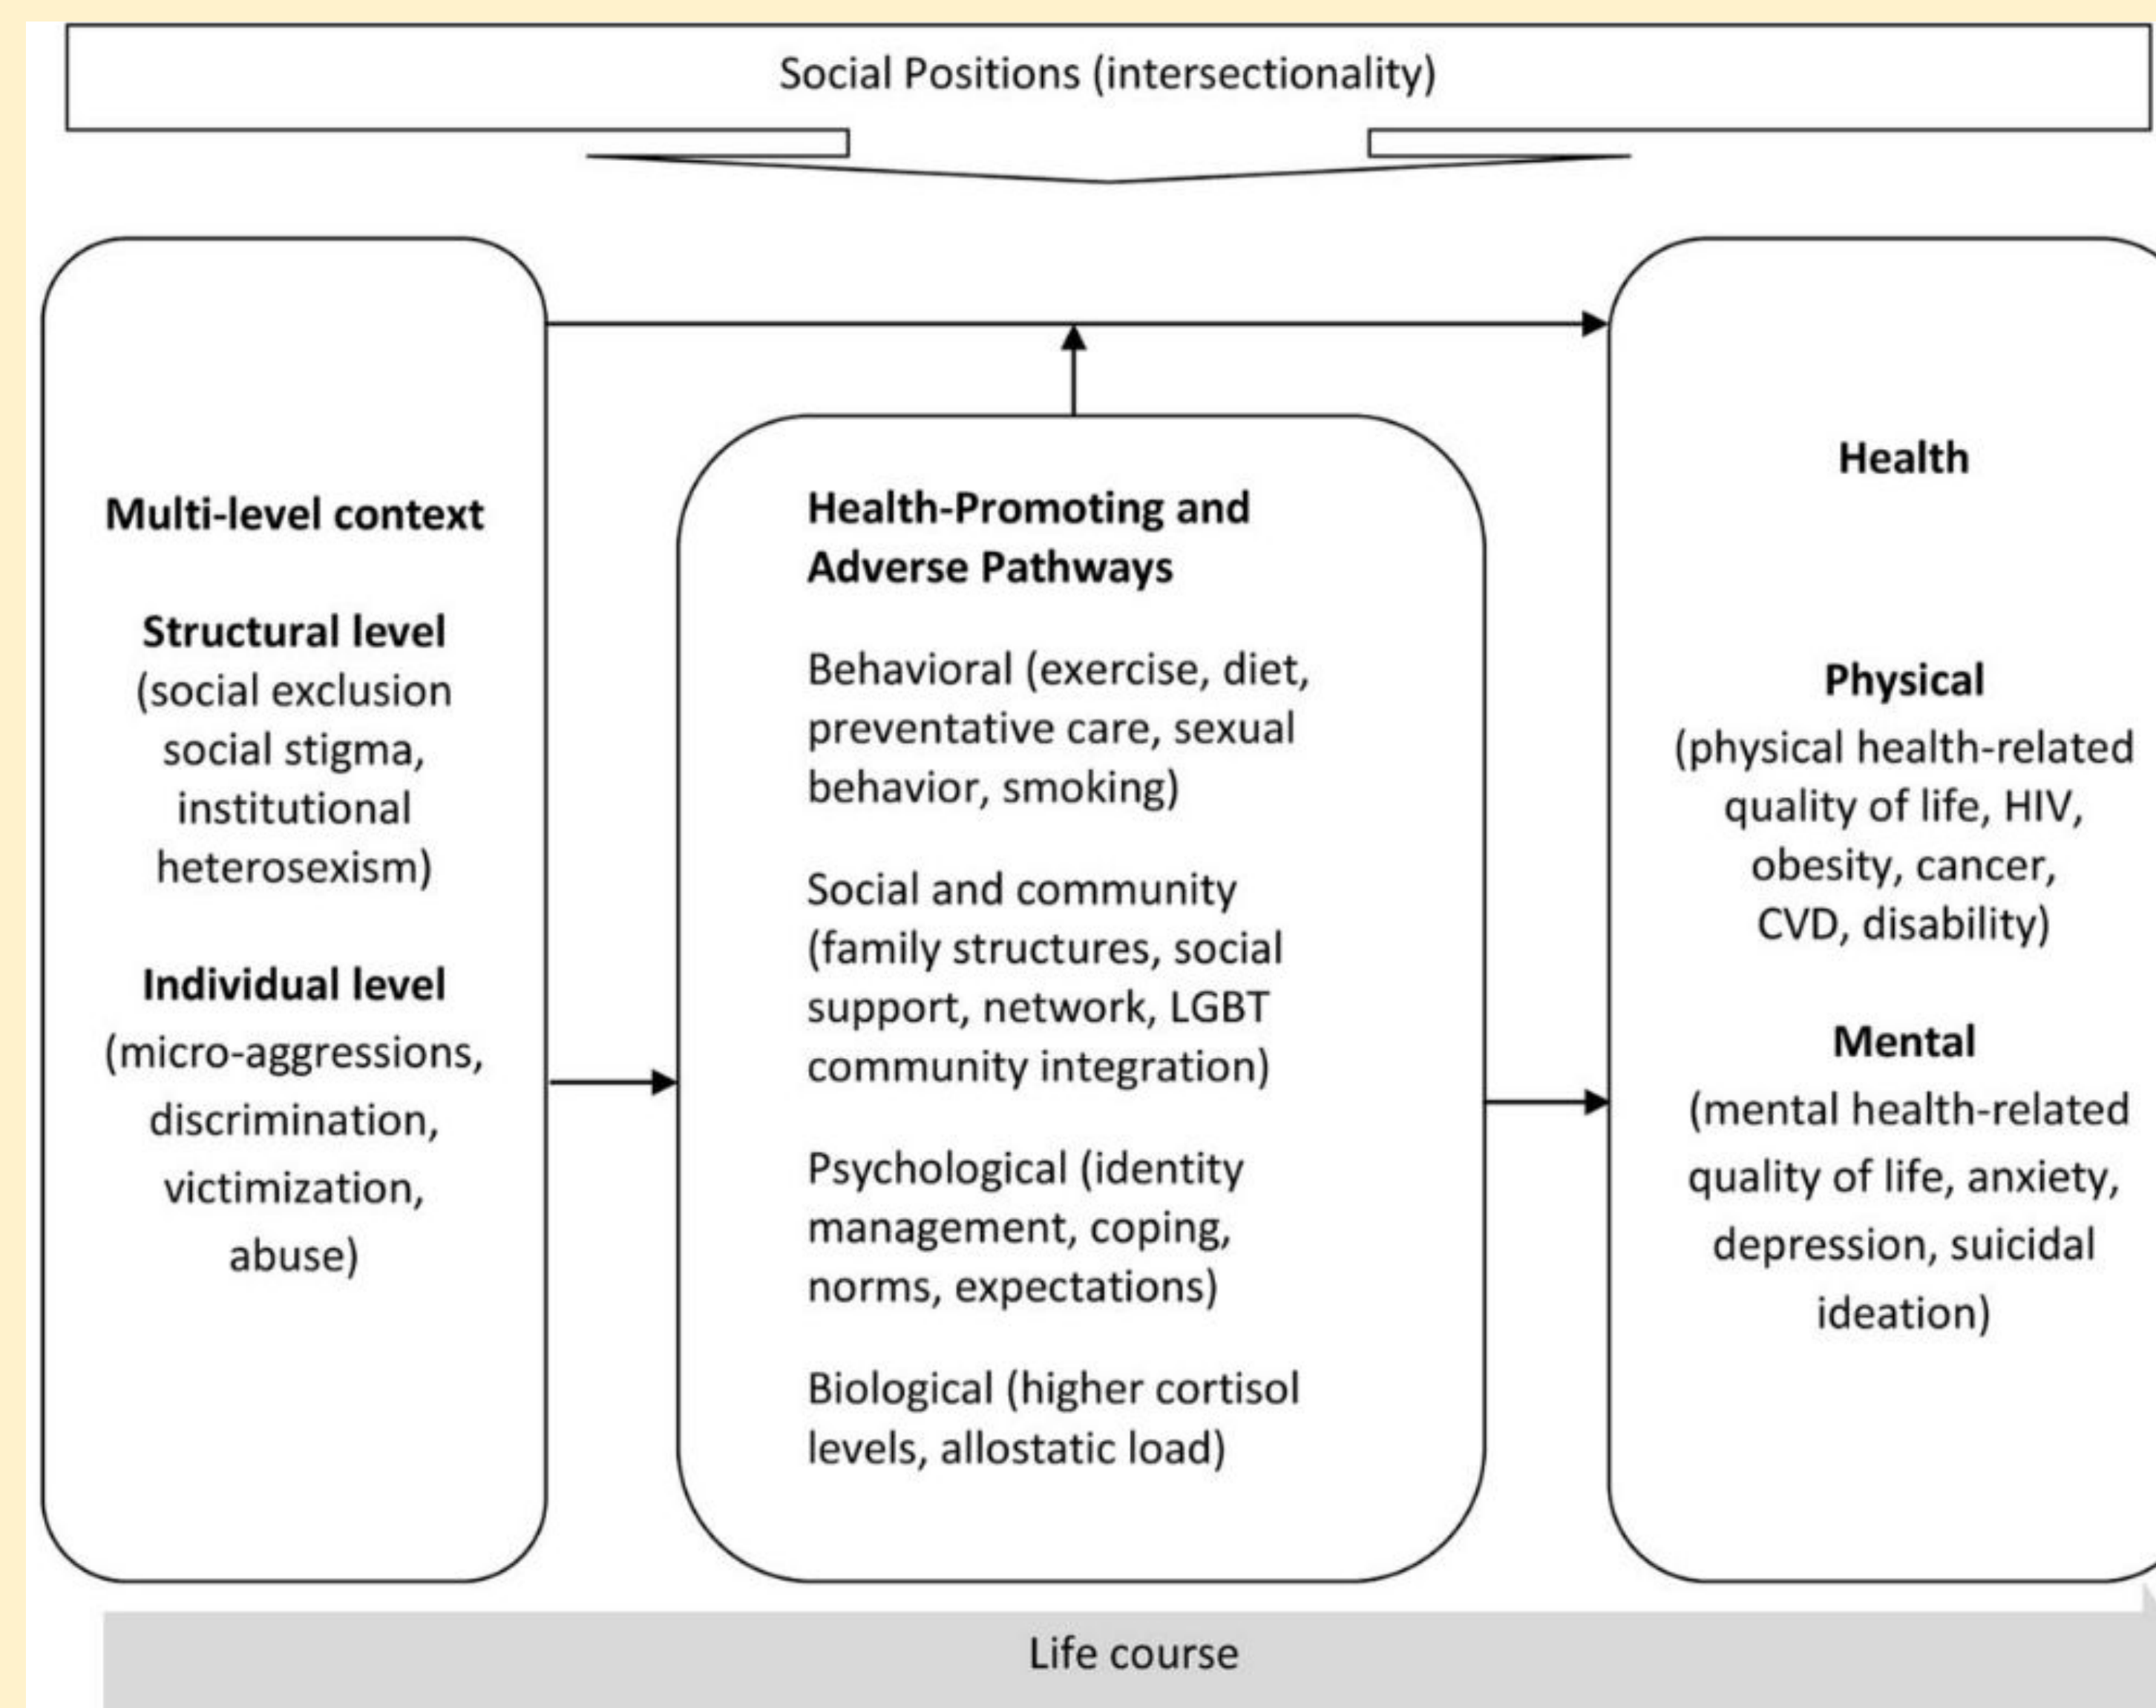 Social Positions (intersectionality)
Multi-level context
Structural level
(social exclusion
social stigma,
institutional
heterosexism)
Individual level
(micro-aggressions,
discrimination,
victimization,
abuse)
Health-Promoting and
Adverse Pathways
Behavioral (exercise, diet,
preventative care, sexual
behavior, smoking)
Social and community
(family structures, social
support, network, LGBT
community integration)
Psychological (identity
management, coping,
norms, expectations)
Biological (higher cortisol
levels, allostatic load)
Health
Physical
(physical health-related
quality of life, HIV,
obesity, cancer,
CVD, disability)
Mental
(mental health-related
quality of life, anxiety,
depression, suicidal
ideation)
Life course